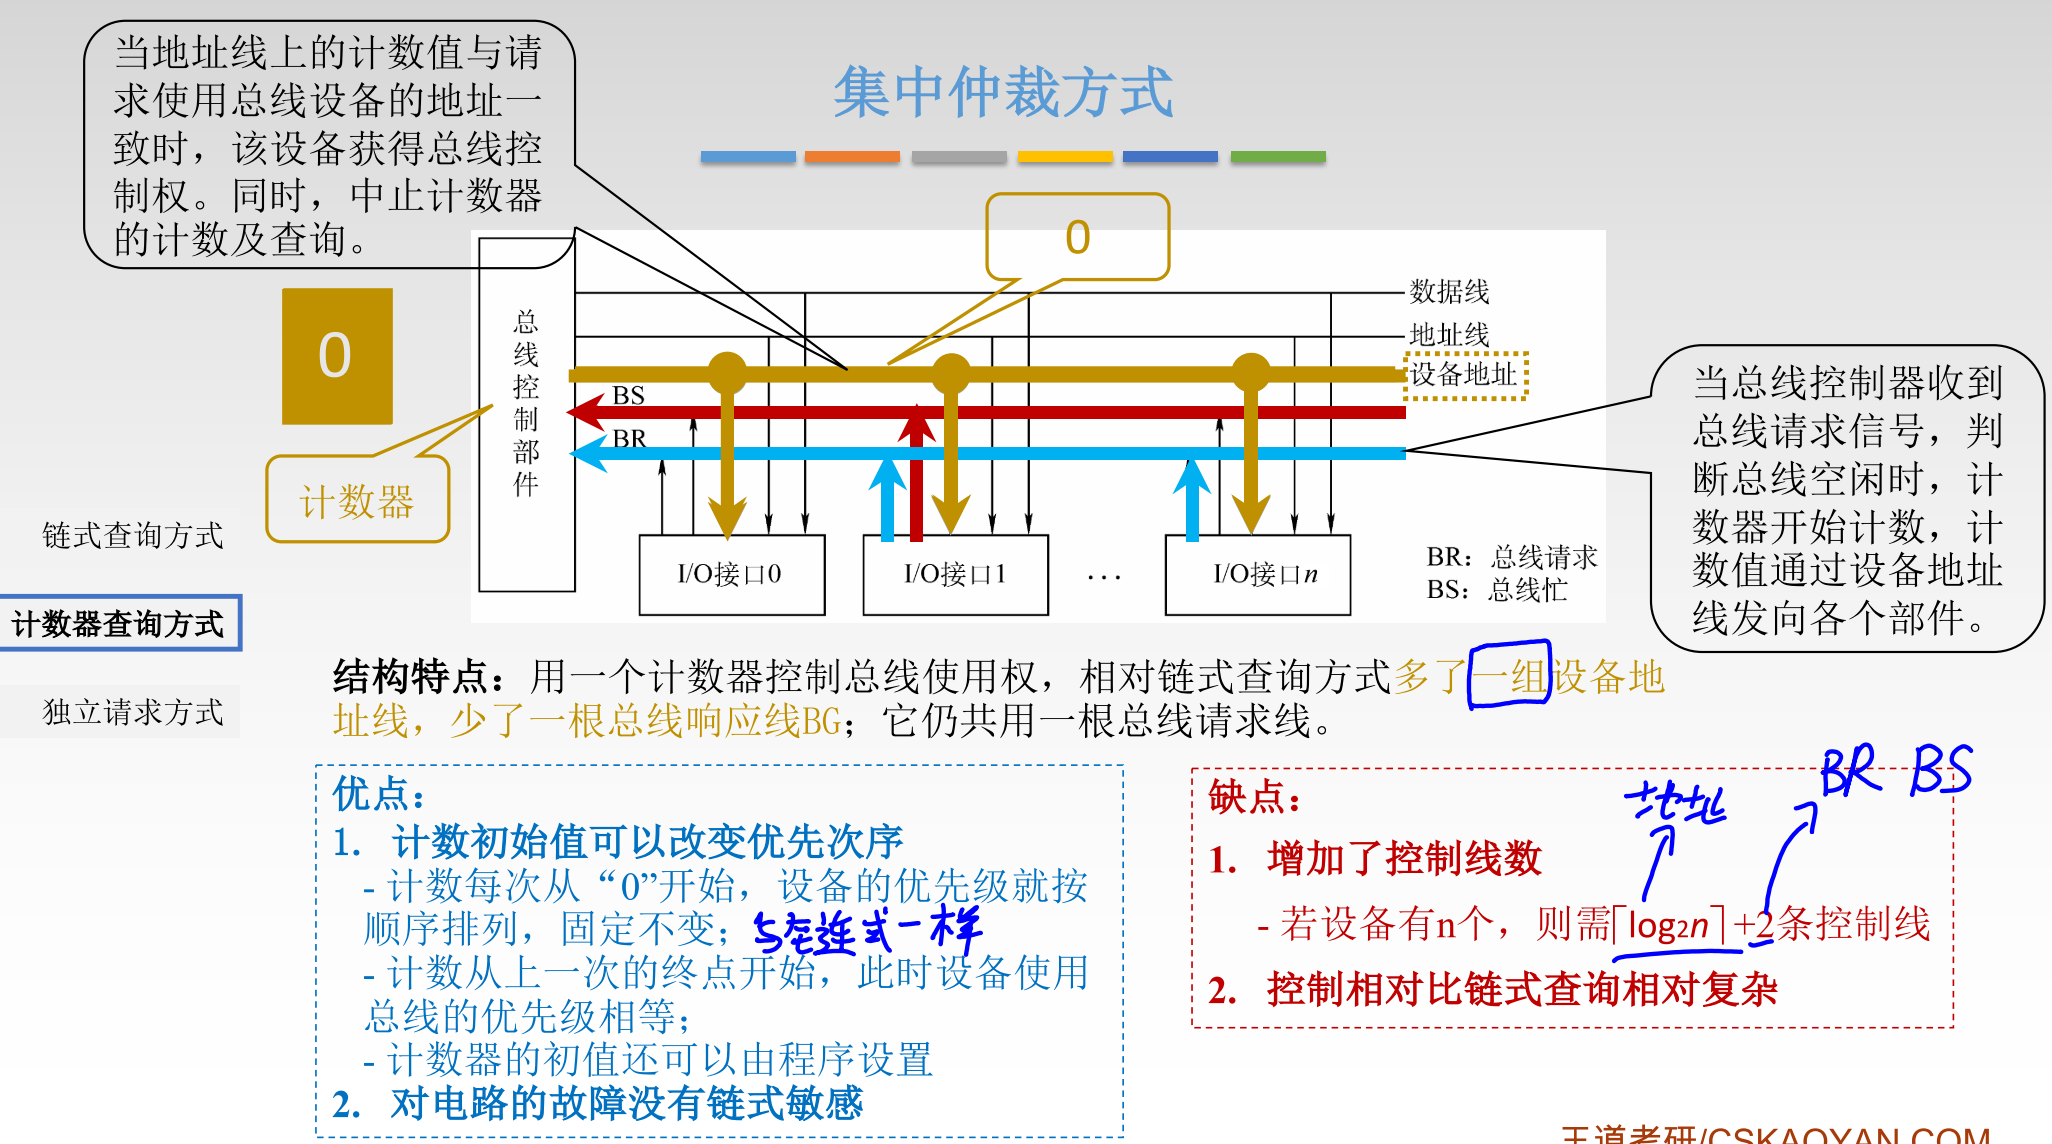 当地址线上的计数值与请
求使用总线设备的地址一
致时，该设备获得总线控
制权。同时，中止计数器
的计数及查询。
集中仲裁方式
0
0
计数器
总线控制部件
数据线
地址线
设备地址
BS
BR
I/O接口0
I/O接口1
···
I/O接口n
BR：总线请求
BS：总线忙
当总线控制器收到
总线请求信号，判
断总线空闲时，计
数器开始计数，计
数值通过设备地址
线发向各个部件。
链式查询方式
计数器查询方式
独立请求方式
结构特点：用一个计数器控制总线使用权，相对链式查询方式多了一组设备地
址线，少了一根总线响应线BG；它仍共用一根总线请求线。
优点：
1. 计数初始值可以改变优先次序
- 计数每次从“0”开始，设备的优先级就按
顺序排列，固定不变；与链式一样
- 计数从上一次的终点开始，此时设备使用
总线的优先级相等；
- 计数器的初值还可以由程序设置
2. 对电路的故障没有链式敏感
缺点：
地址
BR BS
1. 增加了控制线数
- 若设备有n个，则需⌈log₂n⌉+2条控制线
2. 控制相对比链式查询相对复杂
王道考研/CSKAOYAN.COM